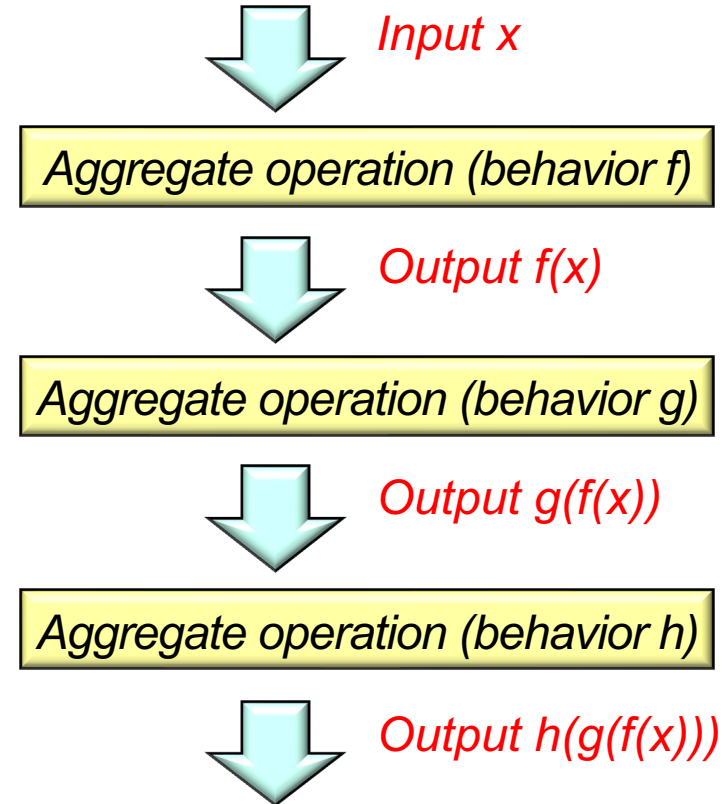 Input x
Aggregate operation (behavior f)
Output f(x)
Aggregate operation (behavior g)
Output g(f(x))
Aggregate operation (behavior h)
Output h(g(f(x)))